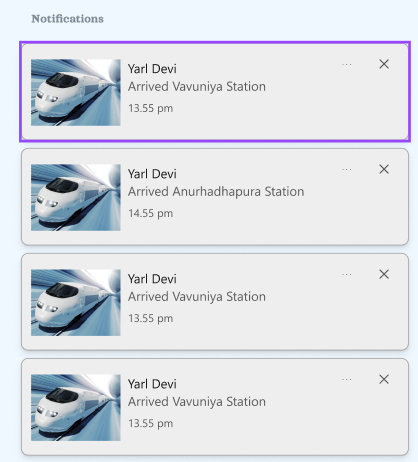 Notifications
Yarl Devi
Arrived Vavuniya Station
13.55 pm
Yarl Devi
Arrived Anurhadhapura Station
14.55 pm
Yarl Devi
Arrived Vavuniya Station
13.55 pm
Yarl Devi
Arrived Vavuniya Station
13.55 pm